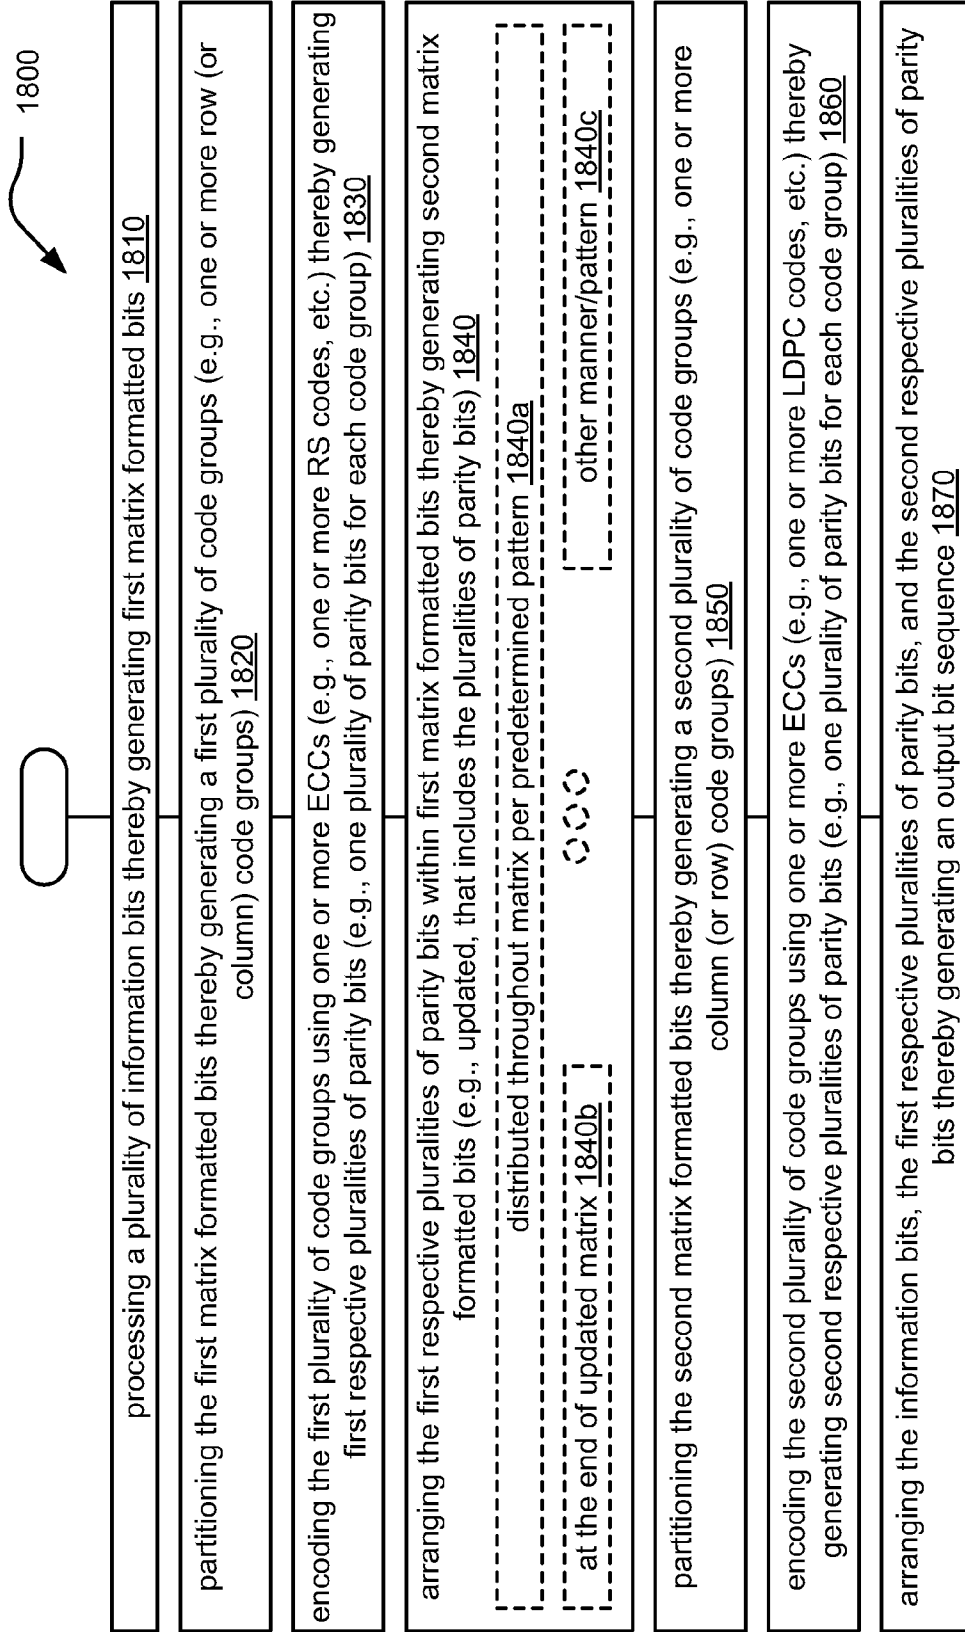 1800
processing a plurality of information bits thereby generating first matrix formatted bits 1810
partitioning the first matrix formatted bits thereby generating a first plurality of code groups (e.g., one or more row (or
column) code groups) 1820
encoding the first plurality of code groups using one or more ECCs (e.g., one or more RS codes, etc.) thereby generating
first respective pluralities of parity bits (e.g., one plurality of parity bits for each code group) 1830
arranging the first respective pluralities of parity bits within first matrix formatted bits thereby generating second matrix
formatted bits (e.g., updated, that includes the pluralities of parity bits) 1840
distributed throughout matrix per predetermined pattern 1840a
at the end of updated matrix 1840b
other manner/pattern 1840c
partitioning the second matrix formatted bits thereby generating a second plurality of code groups (e.g., one or more
column (or row) code groups) 1850
encoding the second plurality of code groups using one or more ECCs (e.g., one or more LDPC codes, etc.) thereby
generating second respective pluralities of parity bits (e.g., one plurality of parity bits for each code group) 1860
arranging the information bits, the first respective pluralities of parity bits, and the second respective pluralities of parity
bits thereby generating an output bit sequence 1870